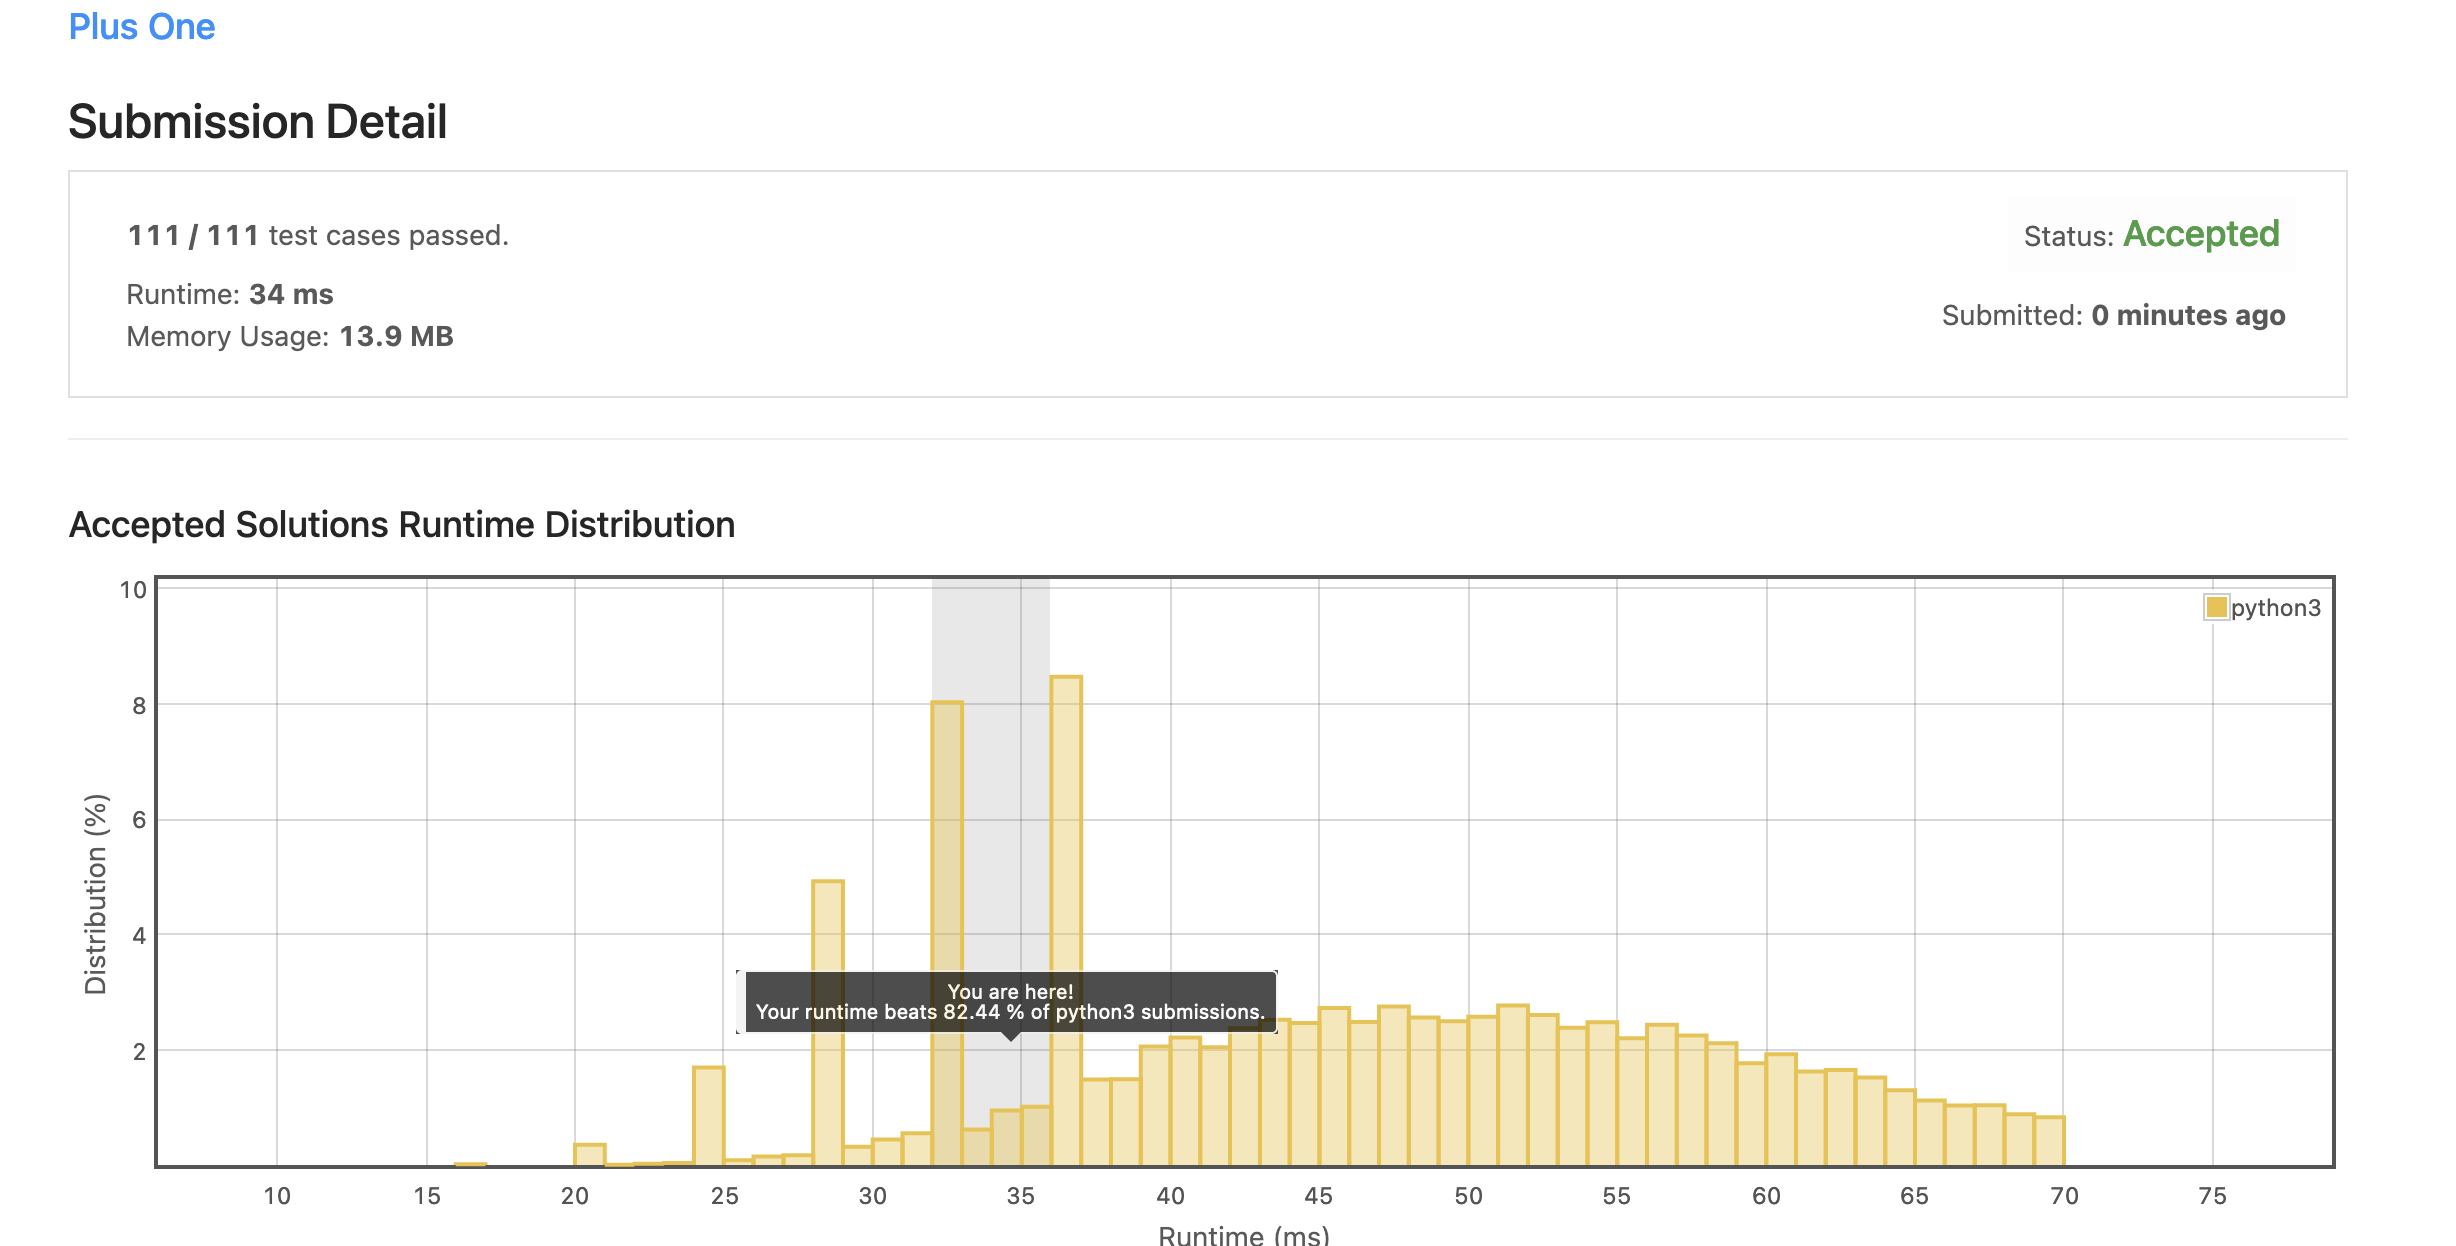 Plus One
Submission Detail
111 / 111 test cases passed.
Status: Accepted
Runtime: 34 ms
Submitted: 0 minutes ago
Memory Usage: 13.9 MB
Accepted Solutions Runtime Distribution
python3
Distribution (%)
10
8
6
4
2
You are here!
Your runtime beats 82.44 % of python3 submissions.
10 15 20 25 30 35 40 45 50 55 60 65 70 75
Runtime (ms)